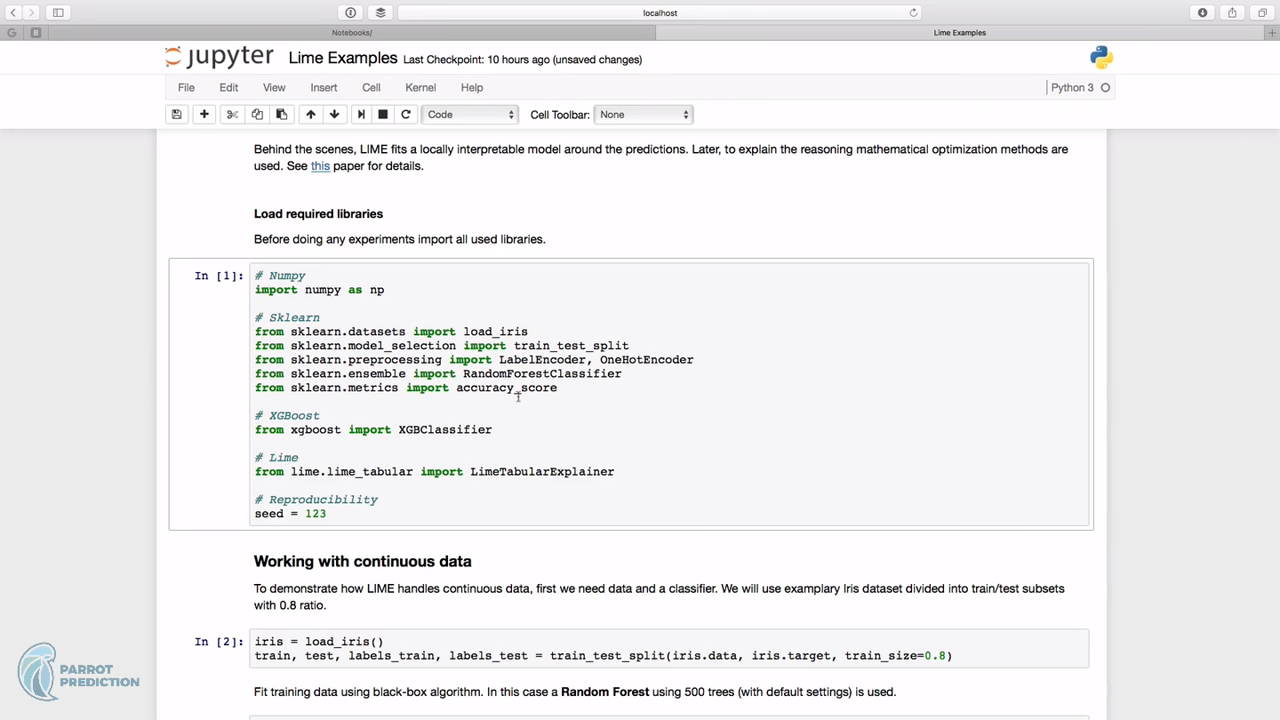 localhost
Notebooks/
Lime Examples
jupyter Lime Examples Last Checkpoint: 10 hours ago (unsaved changes)
File Edit View Insert Cell Kernel Help
Python 3
Code
Cell Toolbar: None
Behind the scenes, LIME fits a locally interpretable model around the predictions. Later, to explain the reasoning mathematical optimization methods are
used. See this paper for details.
Load required libraries
Before doing any experiments import all used libraries.
In [1]:
# Numpy
import numpy as np
# Sklearn
from sklearn.datasets import load_iris
from sklearn.model_selection import train_test_split
from sklearn.preprocessing import LabelEncoder, OneHotEncoder
from sklearn.ensemble import RandomForestClassifier
from sklearn.metrics import accuracy_score
# XGBoost
from xgboost import XGBClassifier
# Lime
from lime.lime_tabular import LimeTabularExplainer
# Reproducibility
seed = 123
Working with continuous data
To demonstrate how LIME handles continuous data, first we need data and a classifier. We will use examplary Iris dataset divided into train/test subsets
with 0.8 ratio.
In [2]:
iris = load_iris()
train, test, labels_train, labels_test = train_test_split(iris.data, iris.target, train_size=0.8)
Fit training data using black-box algorithm. In this case a Random Forest using 500 trees (with default settings) is used.
PARROT
PREDICTION